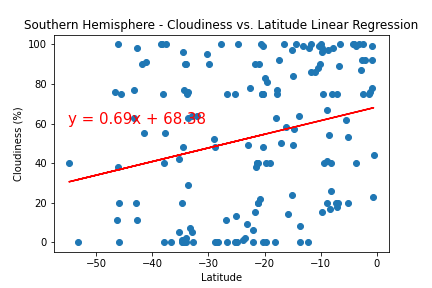 Southern Hemisphere - Cloudiness vs. Latitude Linear Regression
100
80
y = 0.69x + 68.38
60
40
20
0
Cloudiness (%)
−50 −40 −30 −20 −10 0
Latitude